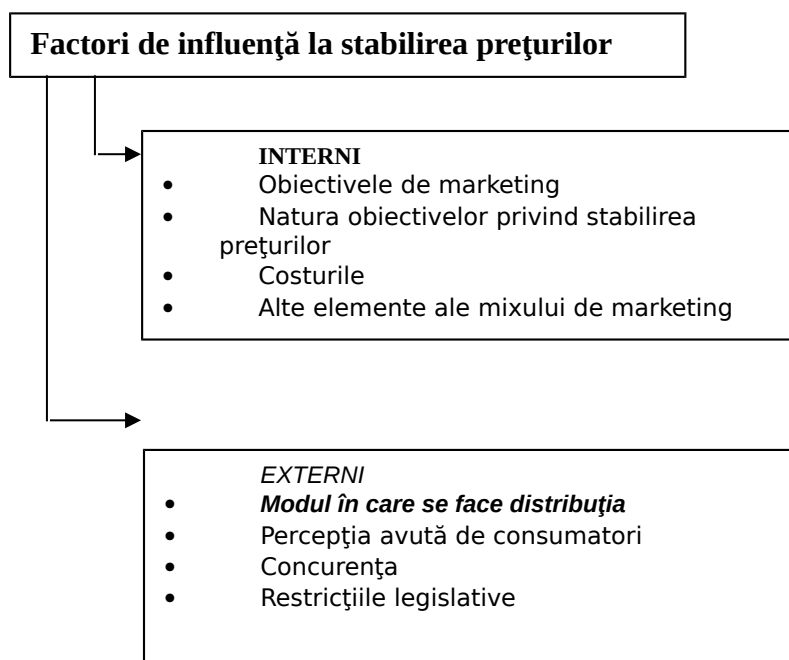 Factori de influenţă la stabilirea preţurilor
INTERNI
• Obiectivele de marketing
• Natura obiectivelor privind stabilirea
preţurilor
• Costurile
• Alte elemente ale mixului de marketing
EXTERNI
• Modul în care se face distribuţia
• Percepţia avută de consumatori
• Concurenţa
• Restricţiile legislative